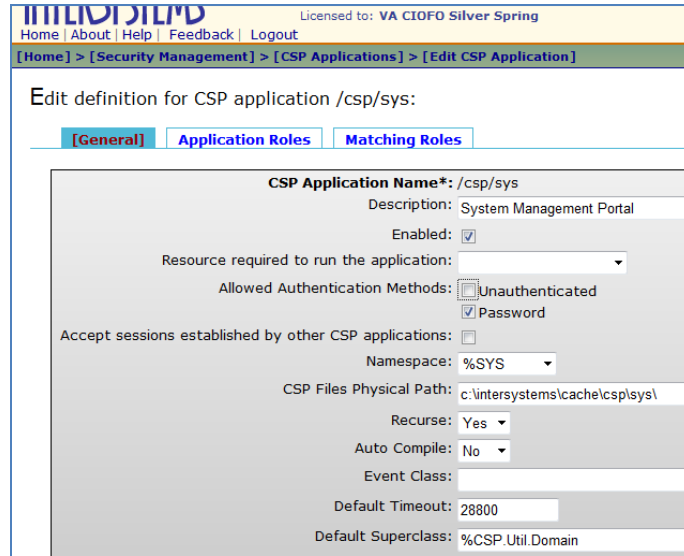 INTERSYSTEMS
Licensed to: VA CIOFO Silver Spring
Home | About | Help | Feedback | Logout
[Home] > [Security Management] > [CSP Applications] > [Edit CSP Application]
Edit definition for CSP application /csp/sys:
[General] Application Roles Matching Roles
CSP Application Name*: /csp/sys
Description: System Management Portal
Enabled:
Resource required to run the application:
Allowed Authentication Methods: Unauthenticated
Password
Accept sessions established by other CSP applications:
Namespace: %SYS
CSP Files Physical Path: c:\intersystems\cache\csp\sys\
Recurse: Yes
Auto Compile: No
Event Class:
Default Timeout: 28800
Default Superclass: %CSP.Util.Domain